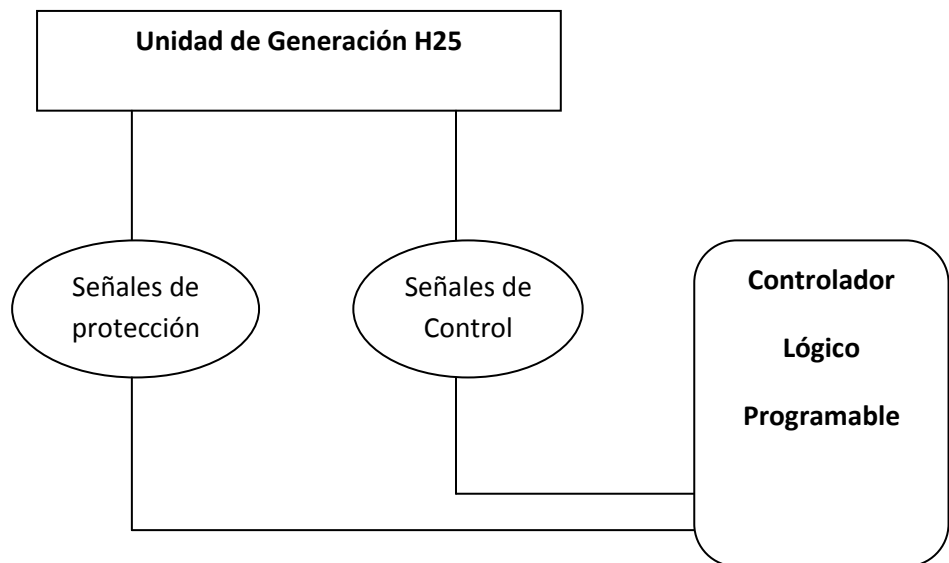 Unidad de Generación H25
Señales de
protección
Señales de
Control
Controlador
Lógico
Programable